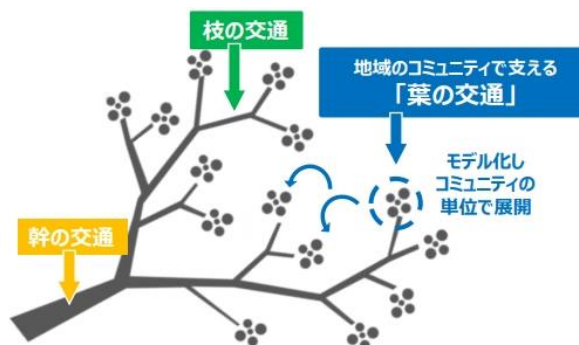 枝の交通
地域のコミュニティで支える
「葉の交通」
モデル化し
コミュニティの
単位で展開
幹の交通